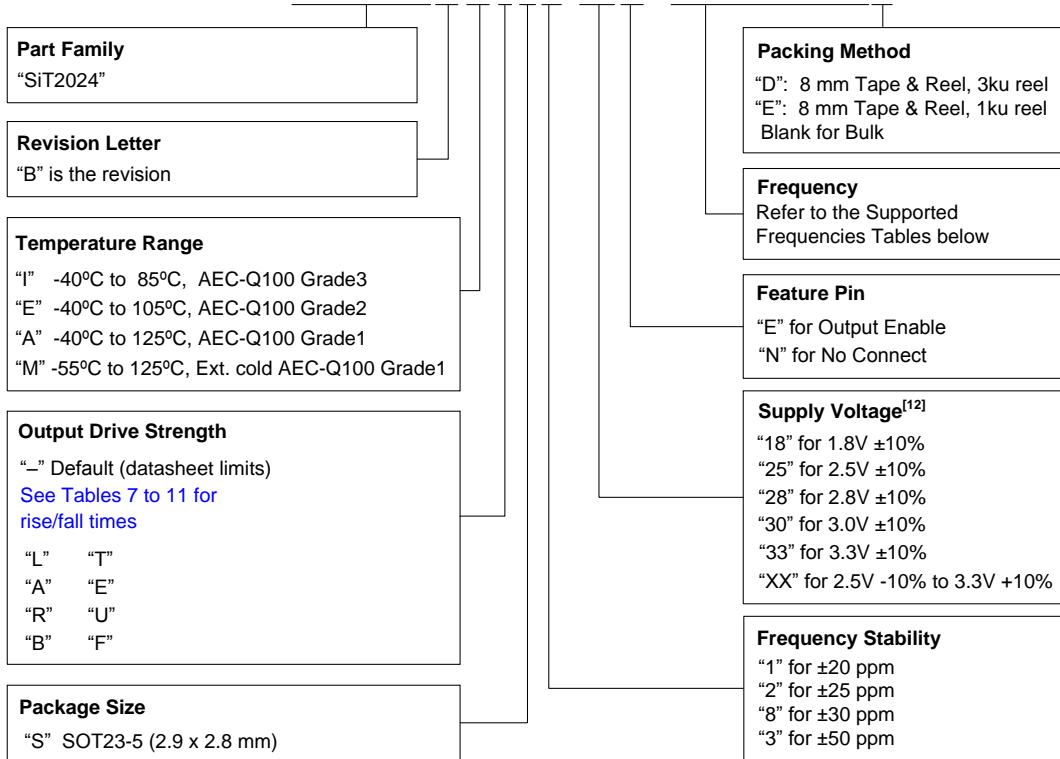 Part Family
“SiT2024”
Revision Letter
“B” is the revision
Temperature Range
“I” -40ºC to 85ºC, AEC-Q100 Grade3
“E” -40ºC to 105ºC, AEC-Q100 Grade2
“A” -40ºC to 125ºC, AEC-Q100 Grade1
“M” -55ºC to 125ºC, Ext. cold AEC-Q100 Grade1
Output Drive Strength
“–” Default (datasheet limits)
See Tables 7 to 11 for
rise/fall times
“L” “T”
“A” “E”
“R” “U”
“B” “F”
Package Size
“S” SOT23-5 (2.9 x 2.8 mm)
Packing Method
“D”: 8 mm Tape & Reel, 3ku reel
“E”: 8 mm Tape & Reel, 1ku reel
Blank for Bulk
Frequency
Refer to the Supported
Frequencies Tables below
Feature Pin
“E” for Output Enable
“N” for No Connect
Supply Voltage[12]
“18” for 1.8V ±10%
“25” for 2.5V ±10%
“28” for 2.8V ±10%
“30” for 3.0V ±10%
“33” for 3.3V ±10%
“XX” for 2.5V -10% to 3.3V +10%
Frequency Stability
“1” for ±20 ppm
“2” for ±25 ppm
“8” for ±30 ppm
“3” for ±50 ppm